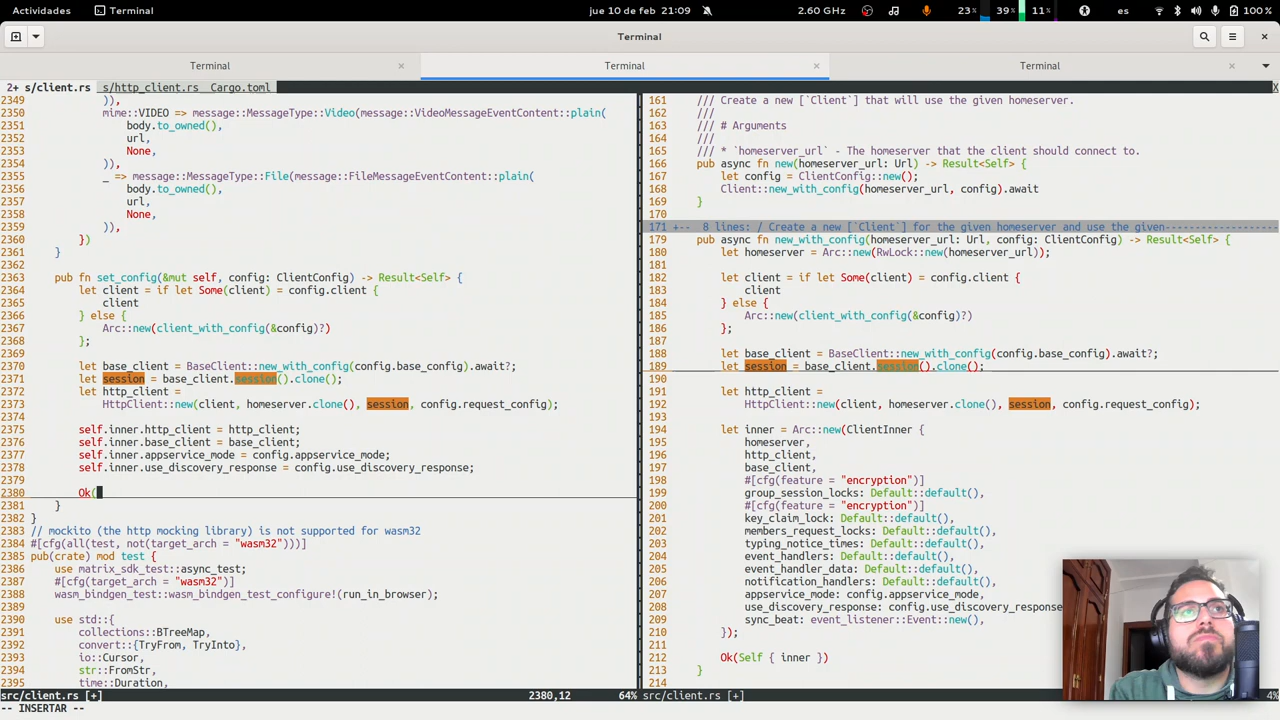 Actividades
Terminal
jue 10 de feb 21:09
2.60 GHz
23%
39%
11%
es
100%
Terminal
Terminal
Terminal
Terminal
2+ s/client.rs  s/http_client.rs  Cargo.toml
X
2349             )),
2350             mime::VIDEO => message::MessageType::Video(message::VideoMessageEventContent::plain(
2351                 body.to_owned(),
2352                 url,
2353                 None,
2354             )),
2355             _ => message::MessageType::File(message::FileMessageEventContent::plain(
2356                 body.to_owned(),
2357                 url,
2358                 None,
2359             )),
2360         })
2361     }
2362
2363     pub fn set_config(&mut self, config: ClientConfig) -> Result<Self> {
2364         let client = if let Some(client) = config.client {
2365             client
2366         } else {
2367             Arc::new(client_with_config(&config)?)
2368         };
2369
2370         let base_client = BaseClient::new_with_config(config.base_config).await?;
2371         let session = base_client.session().clone();
2372         let http_client =
2373             HttpClient::new(client, homeserver.clone(), session, config.request_config);
2374
2375         self.inner.http_client = http_client;
2376         self.inner.base_client = base_client;
2377         self.inner.appservice_mode = config.appservice_mode;
2378         self.inner.use_discovery_response = config.use_discovery_response;
2379
2380         Ok(
2381     }
2382 }
2383 // mockito (the http mocking library) is not supported for wasm32
2384 #[cfg(all(test, not(target_arch = "wasm32")))]
2385 pub(crate) mod test {
2386     use matrix_sdk_test::async_test;
2387     #[cfg(target_arch = "wasm32")]
2388     wasm_bindgen_test::wasm_bindgen_test_configure!(run_in_browser);
2389
2390     use std::{
2391         collections::BTreeMap,
2392         convert::{TryFrom, TryInto},
2393         io::Cursor,
2394         str::FromStr,
2395         time::Duration,
src/client.rs [+]   2380,12   64%
161     /// Create a new [`Client`] that will use the given homeserver.
162     ///
163     /// # Arguments
164     ///
165     /// * `homeserver_url` - The homeserver that the client should connect to.
166     pub async fn new(homeserver_url: Url) -> Result<Self> {
167         let config = ClientConfig::new();
168         Client::new_with_config(homeserver_url, config).await
169     }
170
171 +--  8 lines: / Create a new [`Client`] for the given homeserver and use the given-----------------------
179     pub async fn new_with_config(homeserver_url: Url, config: ClientConfig) -> Result<Self> {
180         let homeserver = Arc::new(RwLock::new(homeserver_url));
181
182         let client = if let Some(client) = config.client {
183             client
184         } else {
185             Arc::new(client_with_config(&config)?)
186         };
187
188         let base_client = BaseClient::new_with_config(config.base_config).await?;
189         let session = base_client.session().clone();
190
191         let http_client =
192             HttpClient::new(client, homeserver.clone(), session, config.request_config);
193
194         let inner = Arc::new(ClientInner {
195             homeserver,
196             http_client,
197             base_client,
198             #[cfg(feature = "encryption")]
199             group_session_locks: Default::default(),
200             #[cfg(feature = "encryption")]
201             key_claim_lock: Default::default(),
202             members_request_locks: Default::default(),
203             typing_notice_times: Default::default(),
204             event_handlers: Default::default(),
205             event_handler_data: Default::default(),
206             notification_handlers: Default::default(),
207             appservice_mode: config.appservice_mode,
208             use_discovery_response: config.use_discovery_response
209             sync_beat: event_listener::Event::new(),
210         });
211
212         Ok(Self { inner })
213     }
214
src/client.rs [+]   4%
-- INSERTAR --